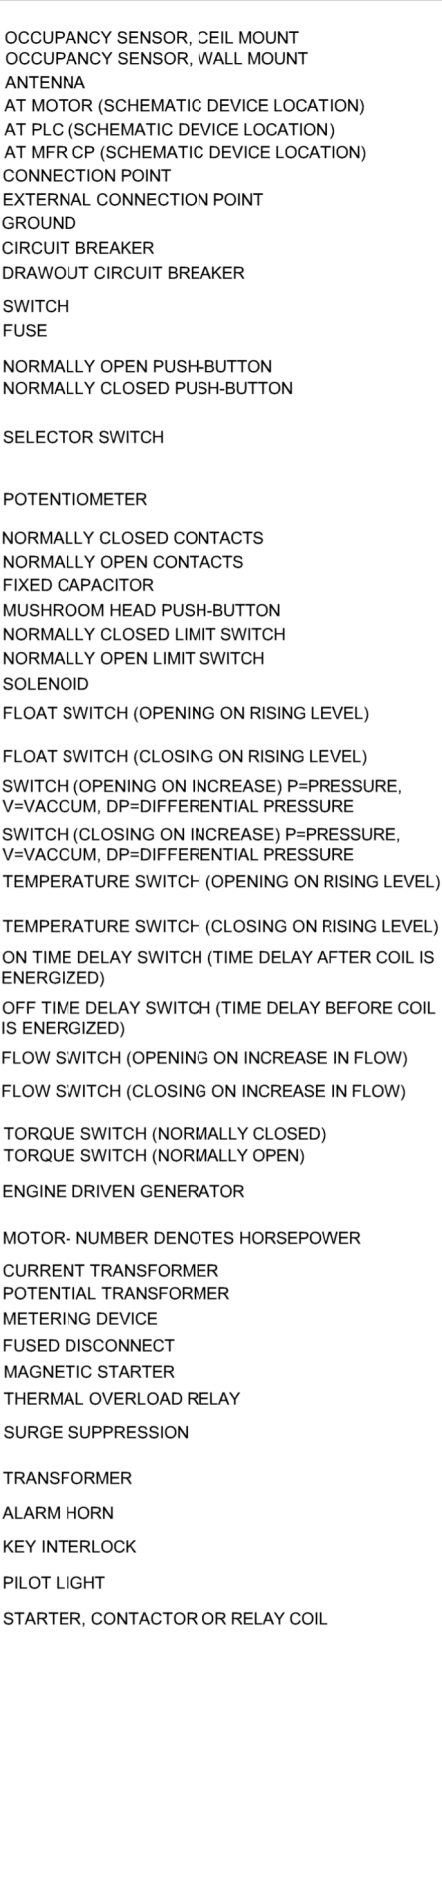 OCCUPANCY SENSOR, CEIL MOUNT
OCCUPANCY SENSOR, WALL MOUNT
ANTENNA
AT MOTOR (SCHEMATIC DEVICE LOCATION)
AT PLC (SCHEMATIC DEVICE LOCATION)
AT MFR CP (SCHEMATIC DEVICE LOCATION)
CONNECTION POINT
EXTERNAL CONNECTION POINT
GROUND
CIRCUIT BREAKER
DRAWOUT CIRCUIT BREAKER
SWITCH
FUSE
NORMALLY OPEN PUSH-BUTTON
NORMALLY CLOSED PUSH-BUTTON
SELECTOR SWITCH
POTENTIOMETER
NORMALLY CLOSED CONTACTS
NORMALLY OPEN CONTACTS
FIXED CAPACITOR
MUSHROOM HEAD PUSH-BUTTON
NORMALLY CLOSED LIMIT SWITCH
NORMALLY OPEN LIMIT SWITCH
SOLENOID
FLOAT SWITCH (OPENING ON RISING LEVEL)
FLOAT SWITCH (CLOSING ON RISING LEVEL)
SWITCH (OPENING ON INCREASE) P=PRESSURE,
V=VACCUM, DP=DIFFERENTIAL PRESSURE
SWITCH (CLOSING ON INCREASE) P=PRESSURE,
V=VACCUM, DP=DIFFERENTIAL PRESSURE
TEMPERATURE SWITCH (OPENING ON RISING LEVEL)
TEMPERATURE SWITCH (CLOSING ON RISING LEVEL)
ON TIME DELAY SWITCH (TIME DELAY AFTER COIL IS
ENERGIZED)
OFF TIME DELAY SWITCH (TIME DELAY BEFORE COIL
IS ENERGIZED)
FLOW SWITCH (OPENING ON INCREASE IN FLOW)
FLOW SWITCH (CLOSING ON INCREASE IN FLOW)
TORQUE SWITCH (NORMALLY CLOSED)
TORQUE SWITCH (NORMALLY OPEN)
ENGINE DRIVEN GENERATOR
MOTOR- NUMBER DENOTES HORSEPOWER
CURRENT TRANSFORMER
POTENTIAL TRANSFORMER
METERING DEVICE
FUSED DISCONNECT
MAGNETIC STARTER
THERMAL OVERLOAD RELAY
SURGE SUPPRESSION
TRANSFORMER
ALARM HORN
KEY INTERLOCK
PILOT LIGHT
STARTER, CONTACTOR OR RELAY COIL